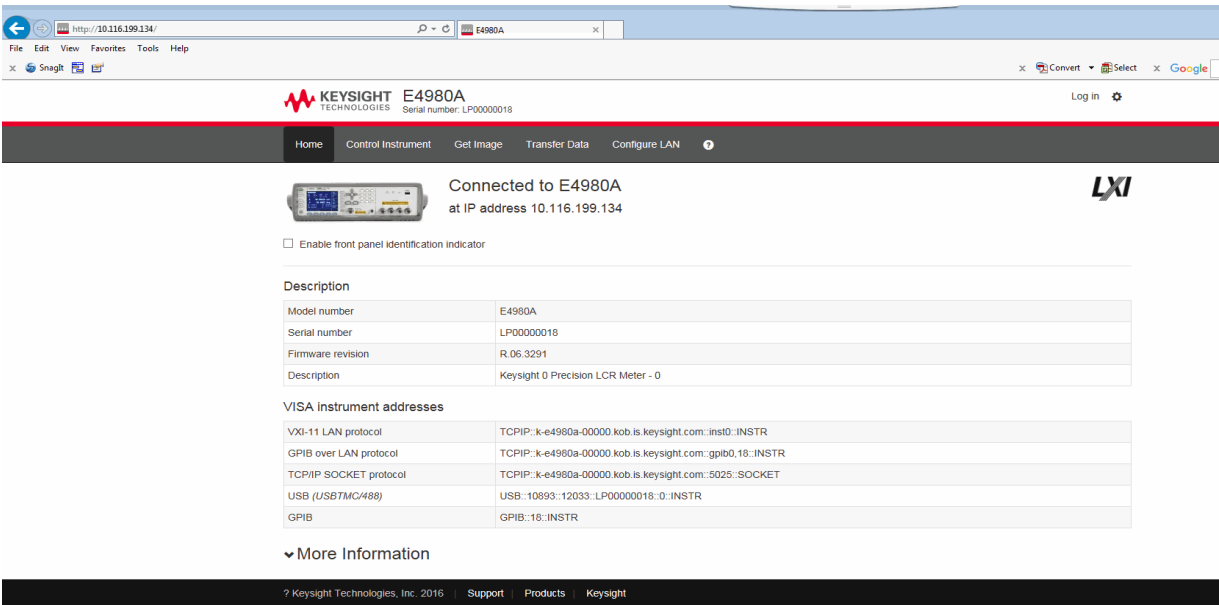 http://10.116.199.134/
E4980A
File Edit View Favorites Tools Help
SnagIt
Convert Select
Google
KEYSIGHT TECHNOLOGIES
E4980A
Serial number: LP00000018
Log in
Home Control Instrument Get Image Transfer Data Configure LAN ?
Connected to E4980A
at IP address 10.116.199.134
LXI
Enable front panel identification indicator
Description
Model number E4980A
Serial number LP00000018
Firmware revision R.06.3291
Description Keysight 0 Precision LCR Meter - 0
VISA instrument addresses
VXI-11 LAN protocol TCPIP::k-e4980a-00000.kob.is.keysight.com::inst0::INSTR
GPIB over LAN protocol TCPIP::k-e4980a-00000.kob.is.keysight.com::gpib0,18::INSTR
TCP/IP SOCKET protocol TCPIP::k-e4980a-00000.kob.is.keysight.com::5025::SOCKET
USB (USBTMC/488) USB::10893::12033::LP00000018::0::INSTR
GPIB GPIB::18::INSTR
More Information
? Keysight Technologies, Inc. 2016 | Support | Products | Keysight